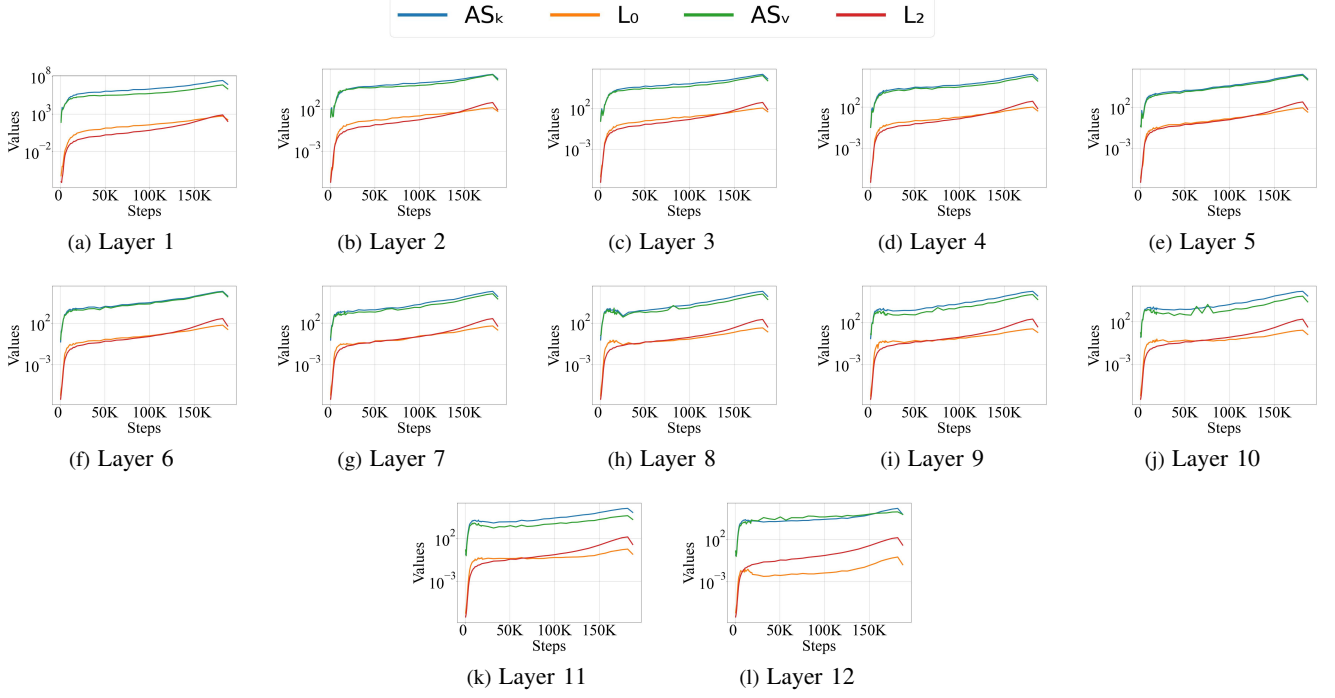 ASₖ L₀ ASᵥ L₂
10⁸
10³
10⁻²
Values
0 50K 100K 150K
Steps
(a) Layer 1
10²
10⁻³
Values
0 50K 100K 150K
Steps
(b) Layer 2
10²
10⁻³
Values
0 50K 100K 150K
Steps
(c) Layer 3
10²
10⁻³
Values
0 50K 100K 150K
Steps
(d) Layer 4
10²
10⁻³
Values
0 50K 100K 150K
Steps
(e) Layer 5
10²
10⁻³
Values
0 50K 100K 150K
Steps
(f) Layer 6
10²
10⁻³
Values
0 50K 100K 150K
Steps
(g) Layer 7
10²
10⁻³
Values
0 50K 100K 150K
Steps
(h) Layer 8
10²
10⁻³
Values
0 50K 100K 150K
Steps
(i) Layer 9
10²
10⁻³
Values
0 50K 100K 150K
Steps
(j) Layer 10
10²
10⁻³
Values
0 50K 100K 150K
Steps
(k) Layer 11
10²
10⁻³
Values
0 50K 100K 150K
Steps
(l) Layer 12